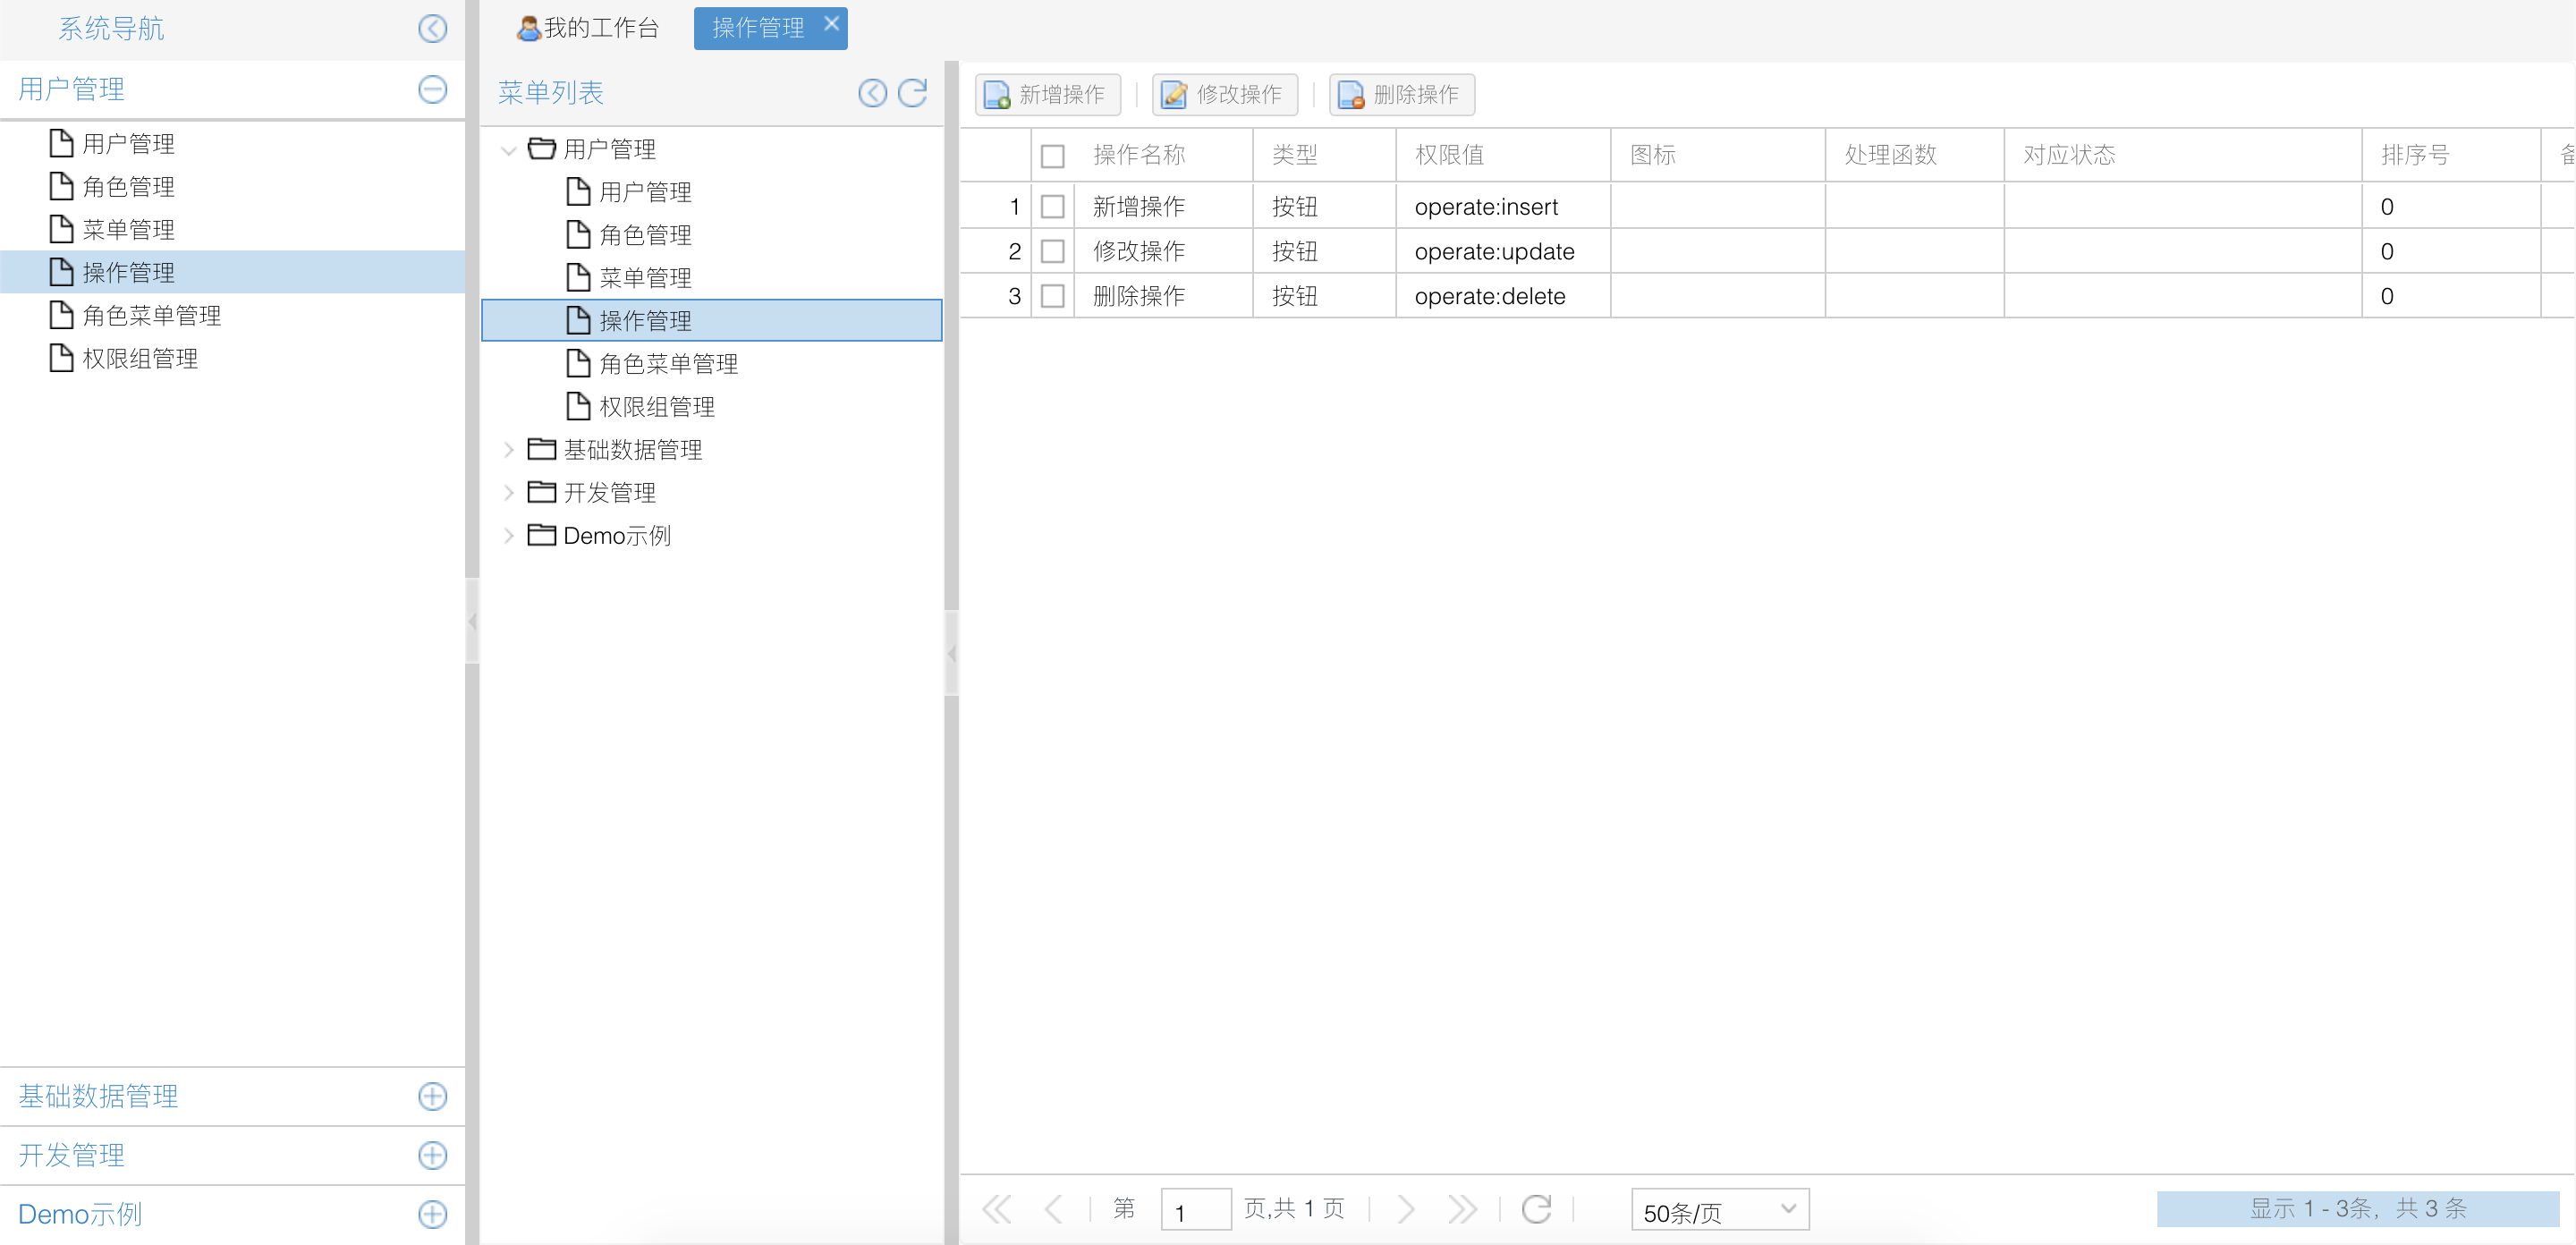 系统导航
用户管理
用户管理
角色管理
菜单管理
操作管理
角色菜单管理
权限组管理
基础数据管理
开发管理
Demo示例
我的工作台 操作管理
菜单列表
用户管理
用户管理
角色管理
菜单管理
操作管理
角色菜单管理
权限组管理
基础数据管理
开发管理
Demo示例
新增操作 修改操作 删除操作
操作名称 类型 权限值 图标 处理函数 对应状态 排序号
1 新增操作 按钮 operate:insert 0
2 修改操作 按钮 operate:update 0
3 删除操作 按钮 operate:delete 0
第 1 页,共 1 页 50条/页 显示 1 - 3条, 共 3 条